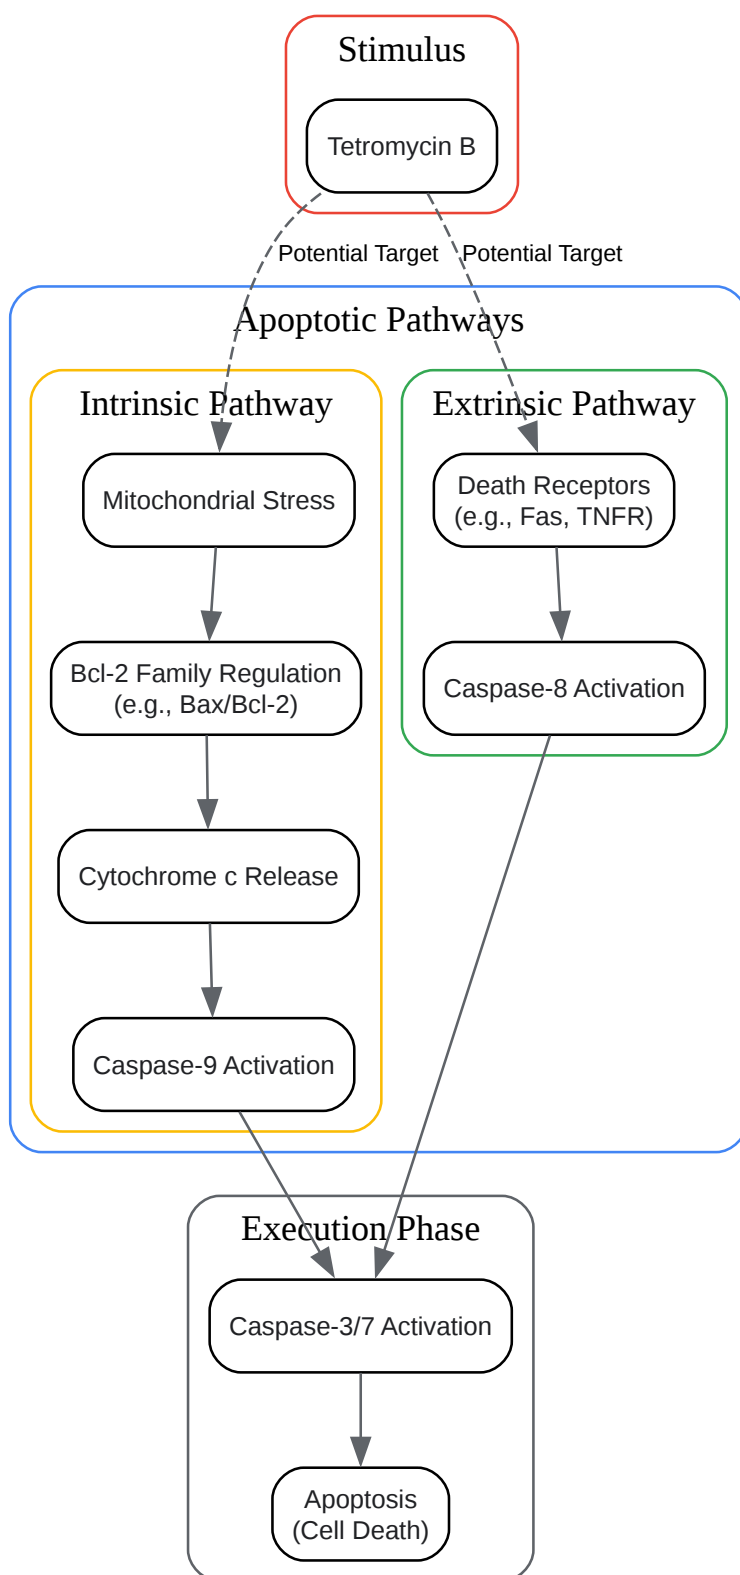 Stimulus
Tetromycin B
Potential Target
Potential Target
Apoptotic Pathways
Intrinsic Pathway
Extrinsic Pathway
Mitochondrial Stress
Death Receptors
(e.g., Fas, TNFR)
Bcl-2 Family Regulation
(e.g., Bax/Bcl-2)
Caspase-8 Activation
Cytochrome c Release
Caspase-9 Activation
Execution Phase
Caspase-3/7 Activation
Apoptosis
(Cell Death)